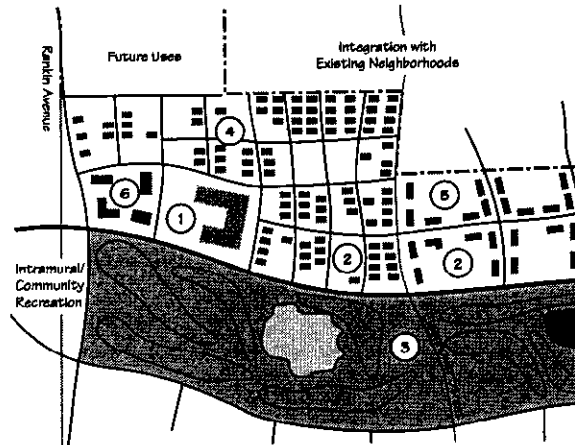 Rankin Avenue
Future Uses
Integration with
Existing Neighborhoods
4
6
1
5
2
2
Intramural/
Community
Recreation
3